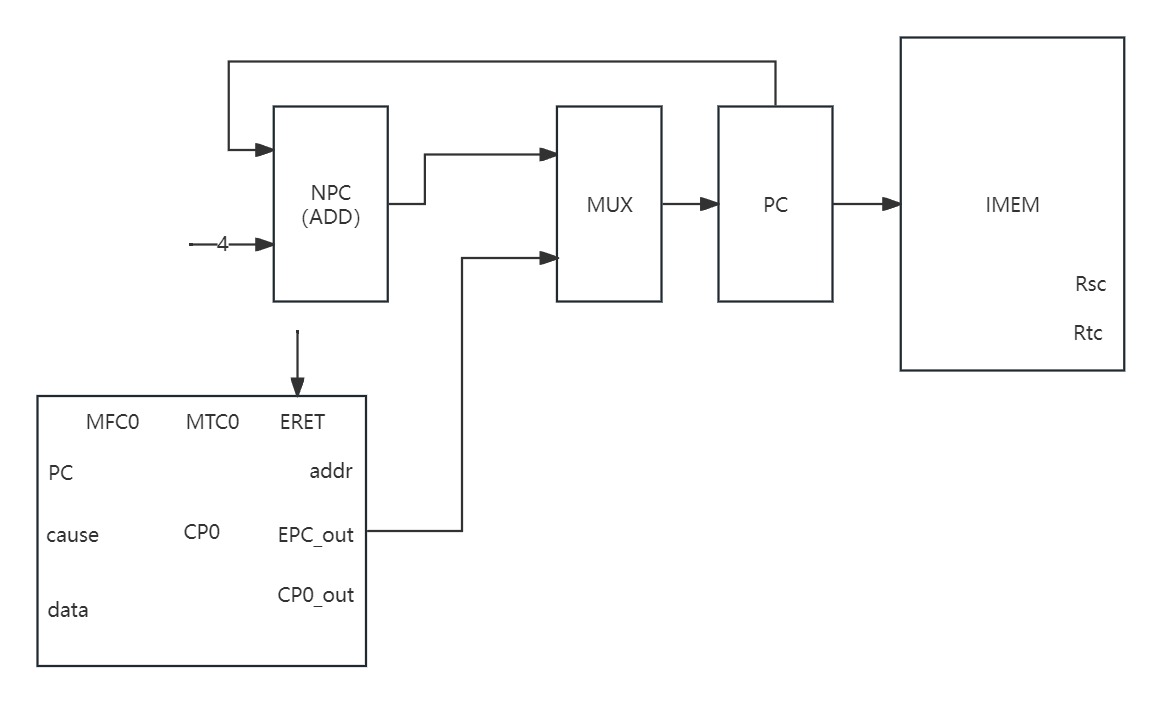 NPC
(ADD)
MUX
PC
IMEM
4
Rsc
Rtc
MFC0
MTC0
ERET
PC
addr
cause
CP0
EPC_out
data
CP0_out